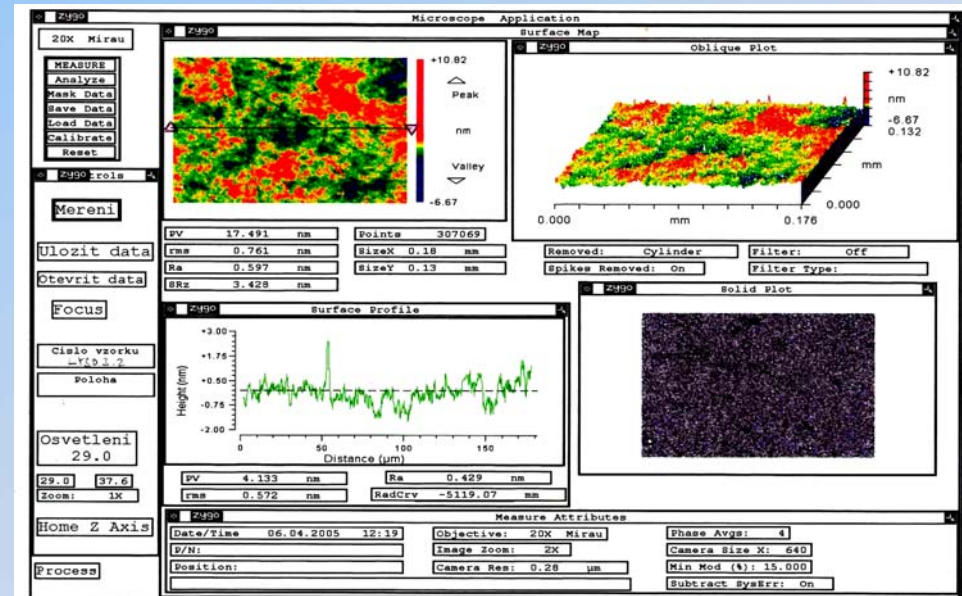 zygo Microscope Application
20X Mirau
MEASURE
Analyze
Mask Data
Save Data
Load Data
Calibrate
Reset
zygo Surface Map
+10.82
Peak
nm
Valley
-6.67
zygo Oblique Plot
+10.82
nm
-6.67
0.132
mm
0.000
0.000 mm 0.176
PV 17.491 nm
rms 0.761 nm
Ra 0.597 nm
SRz 3.428 nm
Points 307069
SizeX 0.18 mm
SizeY 0.13 mm
Removed: Cylinder
Spikes Removed: On
Filter: Off
Filter Type:
zygo trols
Mereni
Ulozit data
Otevrit data
Focus
Cislo vzorku
Poloha
Osvetleni
29.0
29.0 37.6
Zoom: 1X
Home Z Axis
Process
zygo Surface Profile
+3.00
+1.75
+0.50
-0.75
-2.00
Height (nm)
0 50 100 150
Distance (µm)
PV 4.133 nm
rms 0.572 nm
Ra 0.429 nm
RadCrv -5119.07 mm
zygo Solid Plot
zygo Measure Attributes
Date/Time 06.04.2005 12:19
P/N:
Position:
Objective: 20X Mirau
Image Zoom: 2X
Camera Res: 0.28 µm
Phase Avgs: 4
Camera Size X: 640
Min Mod (%): 15.000
Subtract SysErr: On